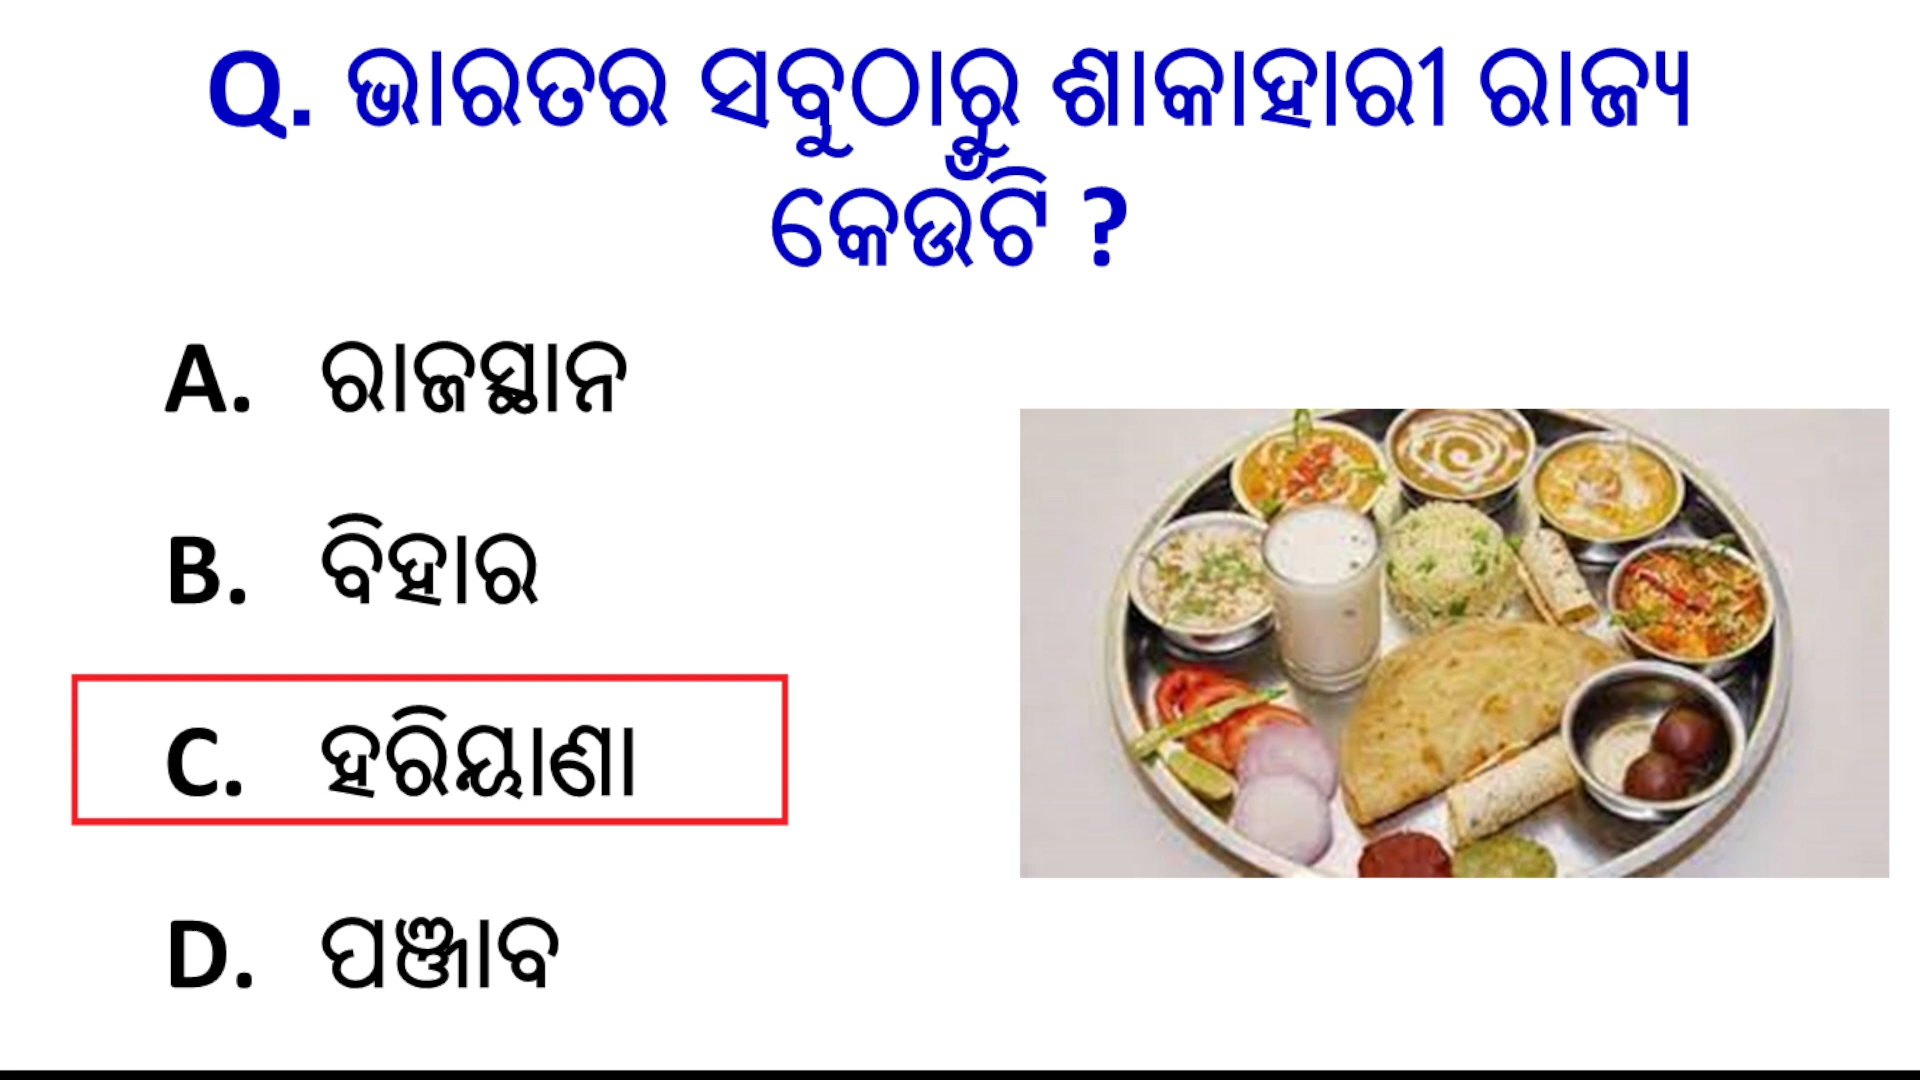 Q. ଭାରତର ସବୁଠାରୁ ଶାକାହାରୀ ରାଜ୍ୟ
କେଉଁଟି ?
A. ରାଜସ୍ଥାନ
B. ବିହାର
C. ହରିୟାଣା
D. ପଞ୍ଜାବ